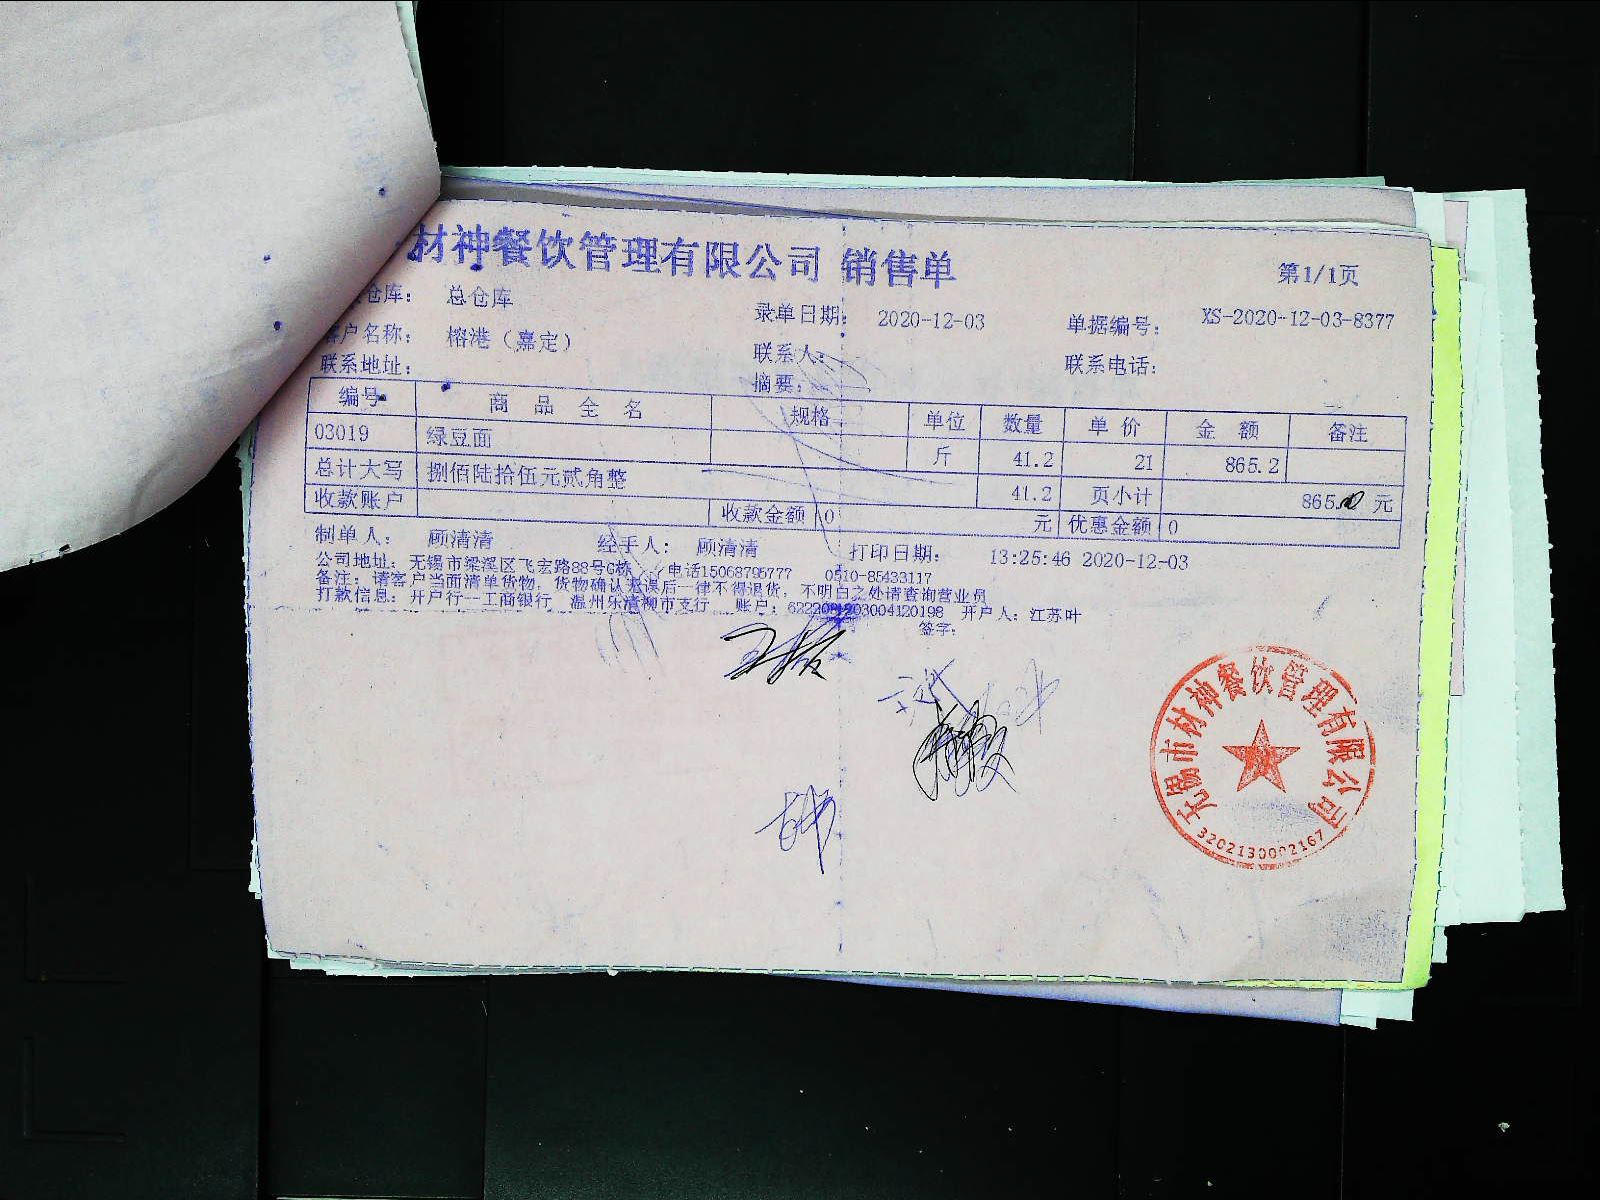 材神餐饮管理有限公司 销售单
第1/1页
仓库： 总仓库
录单日期： 2020-12-03
单据编号： XS-2020-12-03-8377
客户名称： 榕港（嘉定）
联系人：
联系电话：
联系地址：
摘要：
编号 商品全名 规格 单位 数量 单价 金额 备注
03019 绿豆面 斤 41.2 21 865.2
总计大写 捌佰陆拾伍元贰角整 41.2 页小计 865. 元
收款账户 收款金额 0 元 优惠金额 0
制单人： 顾清清 经手人： 顾清清 打印日期： 13:25:46 2020-12-03
公司地址：无锡市梁溪区飞宏路88号G栋 电话15068795777 0510-85433117
备注：请客户当面清单货物，货物确认无误后一律不得退货，不明白之处请查询营业员
打款信息：开户行--工商银行 温州乐清柳市支行 账户： 开户人：江苏叶
签字：
无锡市材神餐饮管理有限公司
3202130002167